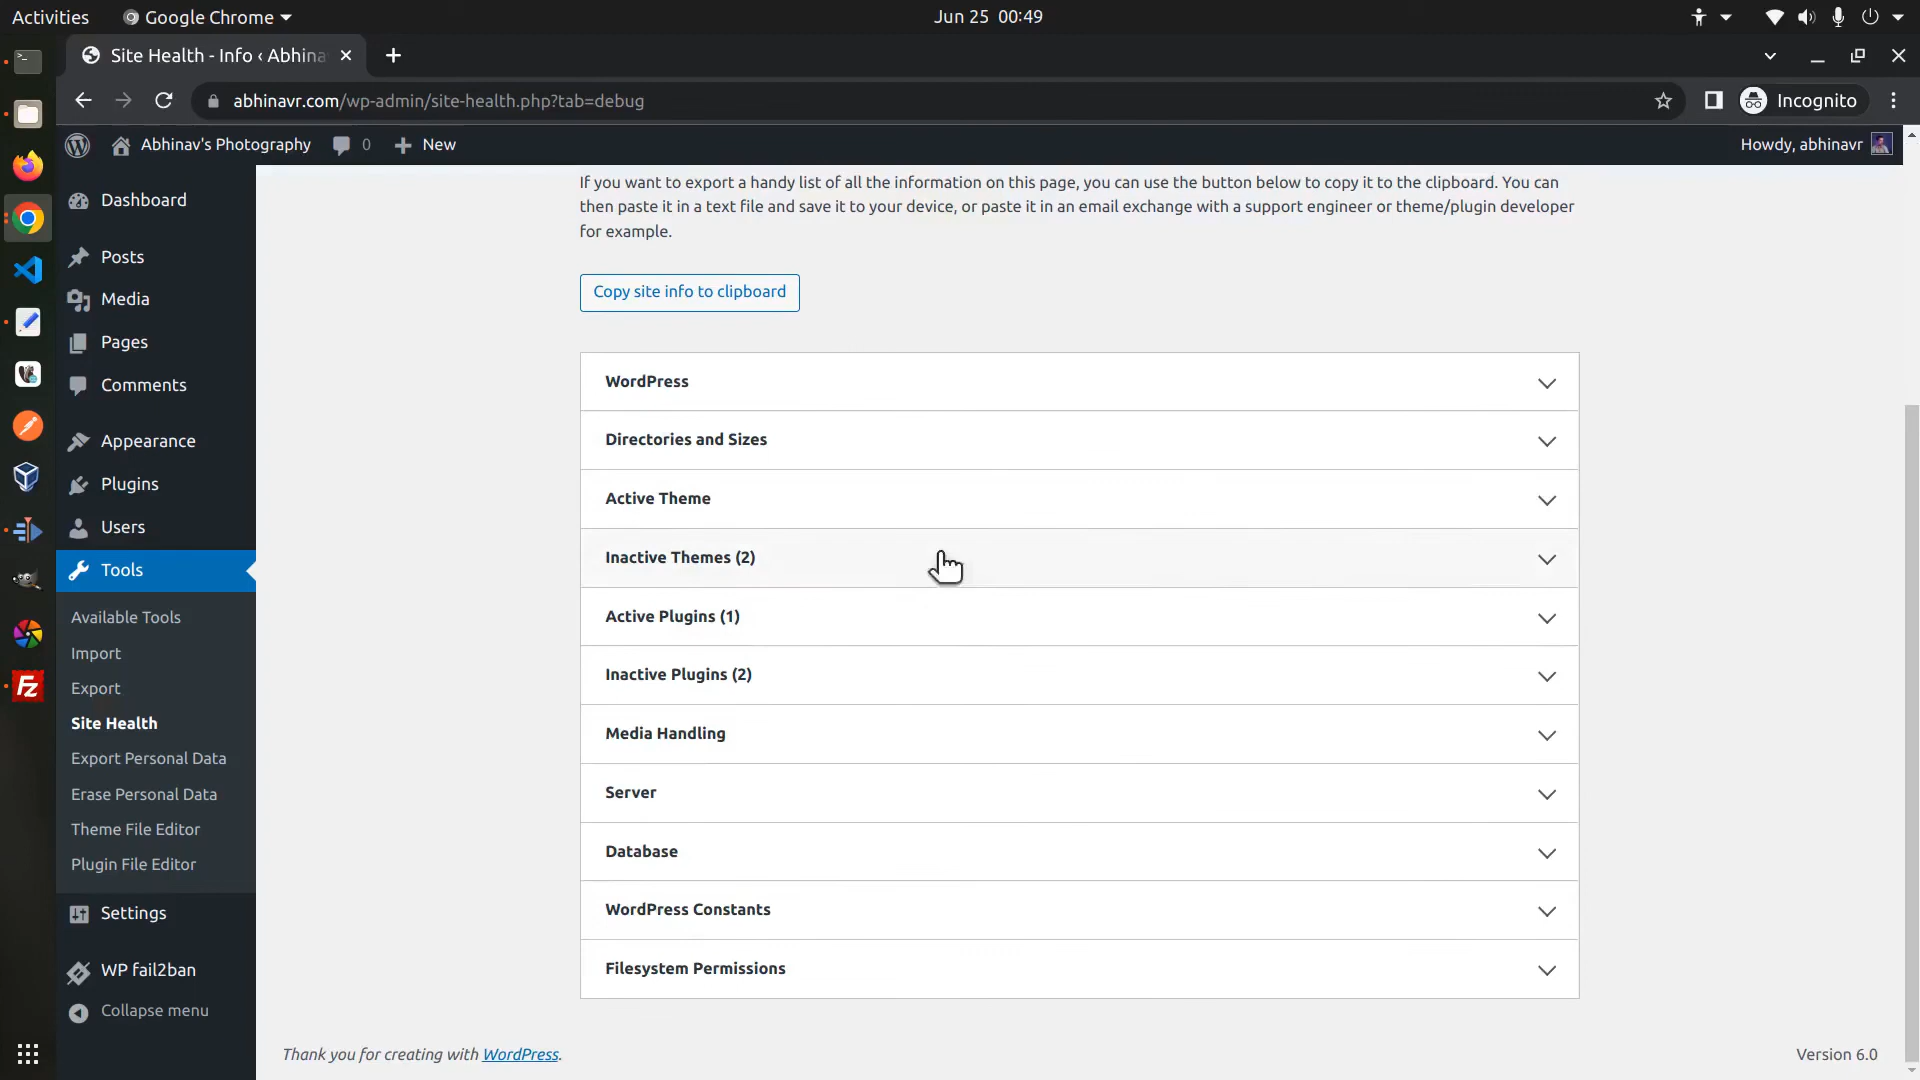 Activities
Google Chrome
Jun 25 00:49
Site Health - Info ‹ Abhina
abhinavr.com/wp-admin/site-health.php?tab=debug
Incognito
Abhinav's Photography
0
New
Howdy, abhinavr
Dashboard
Posts
Media
Pages
Comments
Appearance
Plugins
Users
Tools
Available Tools
Import
Export
Site Health
Export Personal Data
Erase Personal Data
Theme File Editor
Plugin File Editor
Settings
WP fail2ban
Collapse menu
If you want to export a handy list of all the information on this page, you can use the button below to copy it to the clipboard. You can
then paste it in a text file and save it to your device, or paste it in an email exchange with a support engineer or theme/plugin developer
for example.
Copy site info to clipboard
WordPress
Directories and Sizes
Active Theme
Inactive Themes (2)
Active Plugins (1)
Inactive Plugins (2)
Media Handling
Server
Database
WordPress Constants
Filesystem Permissions
Thank you for creating with WordPress.
Version 6.0